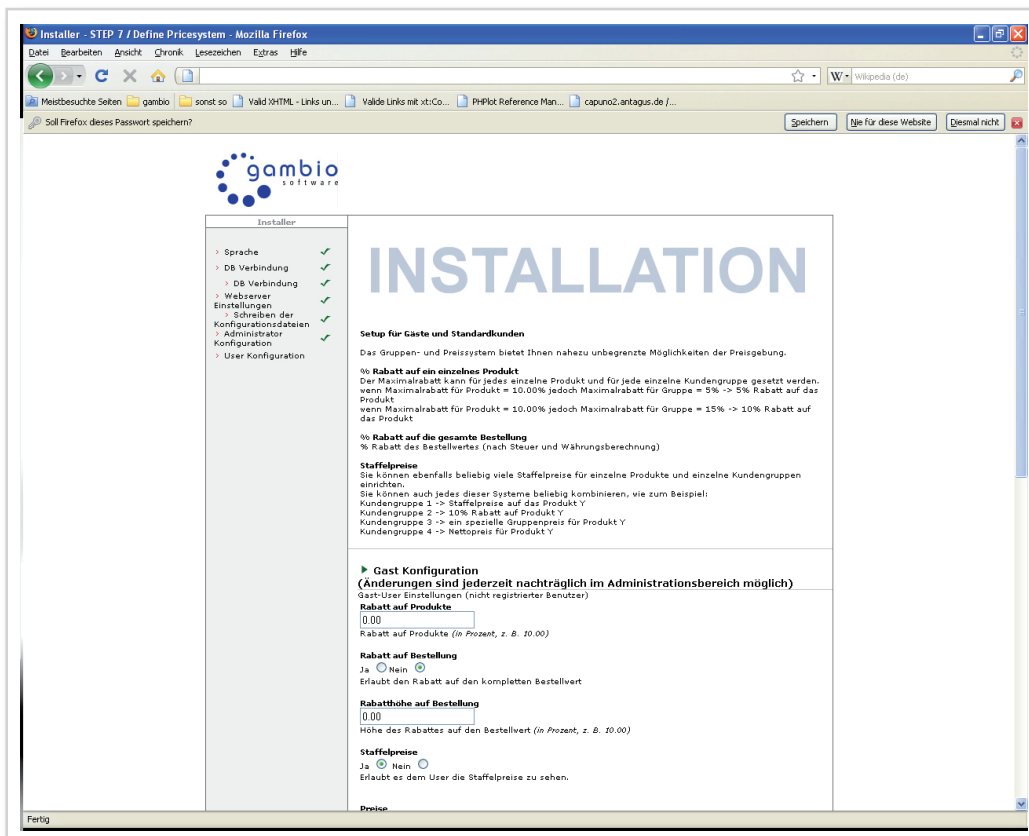 Installer - STEP 7 / Define Pricesystem - Mozilla Firefox
Datei Bearbeiten Ansicht Chronik Lesezeichen Extras Hilfe
W Wikipedia (de)
Meistbesuchte Seiten gambio sonst so Valid XHTML - Links un... Valide Links mit xt:Co... PHPlot Reference Man... capuno2.antagus.de /...
Soll Firefox dieses Passwort speichern? Speichern Nie für diese Website Diesmal nicht
gambio
software
Installer
> Sprache
> DB Verbindung
> DB Verbindung
> Webserver
Einstellungen
> Schreiben der
Konfigurationsdateien
> Administrator
Konfiguration
> User Konfiguration
INSTALLATION
Setup für Gäste und Standardkunden
Das Gruppen- und Preissystem bietet Ihnen nahezu unbegrenzte Möglichkeiten der Preisgebung.
% Rabatt auf ein einzelnes Produkt
Der Maximalrabatt kann für jedes einzelne Produkt und für jede einzelne Kundengruppe gesetzt werden.
wenn Maximalrabatt für Produkt = 10.00% jedoch Maximalrabatt für Gruppe = 5% -> 5% Rabatt auf das
Produkt
wenn Maximalrabatt für Produkt = 10.00% jedoch Maximalrabatt für Gruppe = 15% -> 10% Rabatt auf
das Produkt
% Rabatt auf die gesamte Bestellung
% Rabatt des Bestellwertes (nach Steuer und Währungsberechnung)
Staffelpreise
Sie können ebenfalls beliebig viele Staffelpreise für einzelne Produkte und einzelne Kundengruppen
einrichten.
Sie können auch jedes dieser Systeme beliebig kombinieren, wie zum Beispiel:
Kundengruppe 1 -> Staffelpreise auf das Produkt Y
Kundengruppe 2 -> 10% Rabatt auf Produkt Y
Kundengruppe 3 -> ein spezielle Gruppenpreis für Produkt Y
Kundengruppe 4 -> Nettopreis für Produkt Y
Gast Konfiguration
(Änderungen sind jederzeit nachträglich im Administrationsbereich möglich)
Gast-User Einstellungen (nicht registrierter Benutzer)
Rabatt auf Produkte
0.00
Rabatt auf Produkte (in Prozent, z. B. 10.00)
Rabatt auf Bestellung
Ja Nein
Erlaubt den Rabatt auf den kompletten Bestellwert
Rabatthöhe auf Bestellung
0.00
Höhe des Rabattes auf den Bestellwert (in Prozent, z. B. 10.00)
Staffelpreise
Ja Nein
Erlaubt es dem User die Staffelpreise zu sehen.
Preise
Fertig